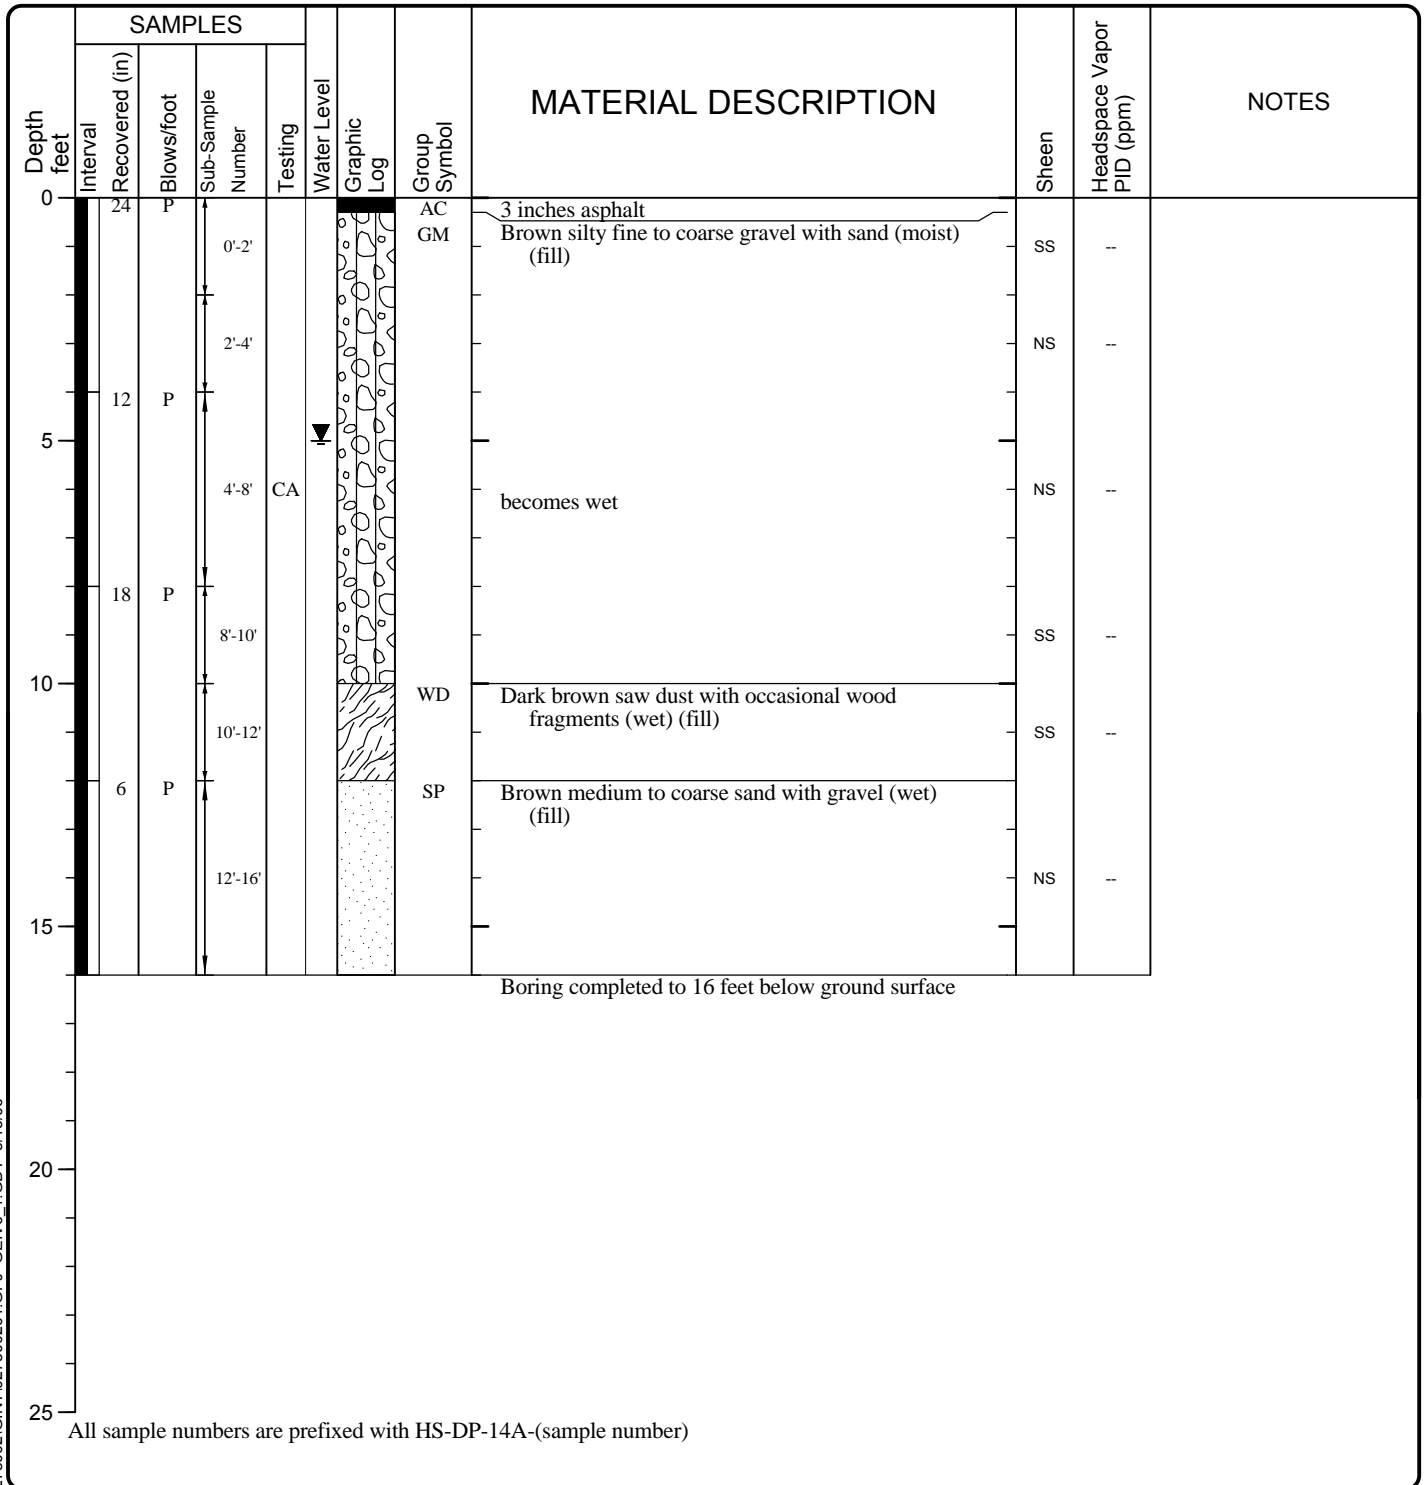 SAMPLES
Depth
feet
Interval
Recovered (in)
Blows/foot
Sub-Sample
Number
Testing
Water Level
Graphic
Log
Group
Symbol
MATERIAL DESCRIPTION
Sheen
Headspace Vapor
PID (ppm)
NOTES
0
24 P AC 3 inches asphalt
GM Brown silty fine to coarse gravel with sand (moist)
(fill)
0'-2' SS --
2'-4' NS --
12 P
5
4'-8' CA NS --
becomes wet
18 P
8'-10' SS --
10
WD Dark brown saw dust with occasional wood
fragments (wet) (fill)
10'-12' SS --
6 P SP Brown medium to coarse sand with gravel (wet)
(fill)
12'-16' NS --
15
Boring completed to 16 feet below ground surface
20
25
All sample numbers are prefixed with HS-DP-14A-(sample number)